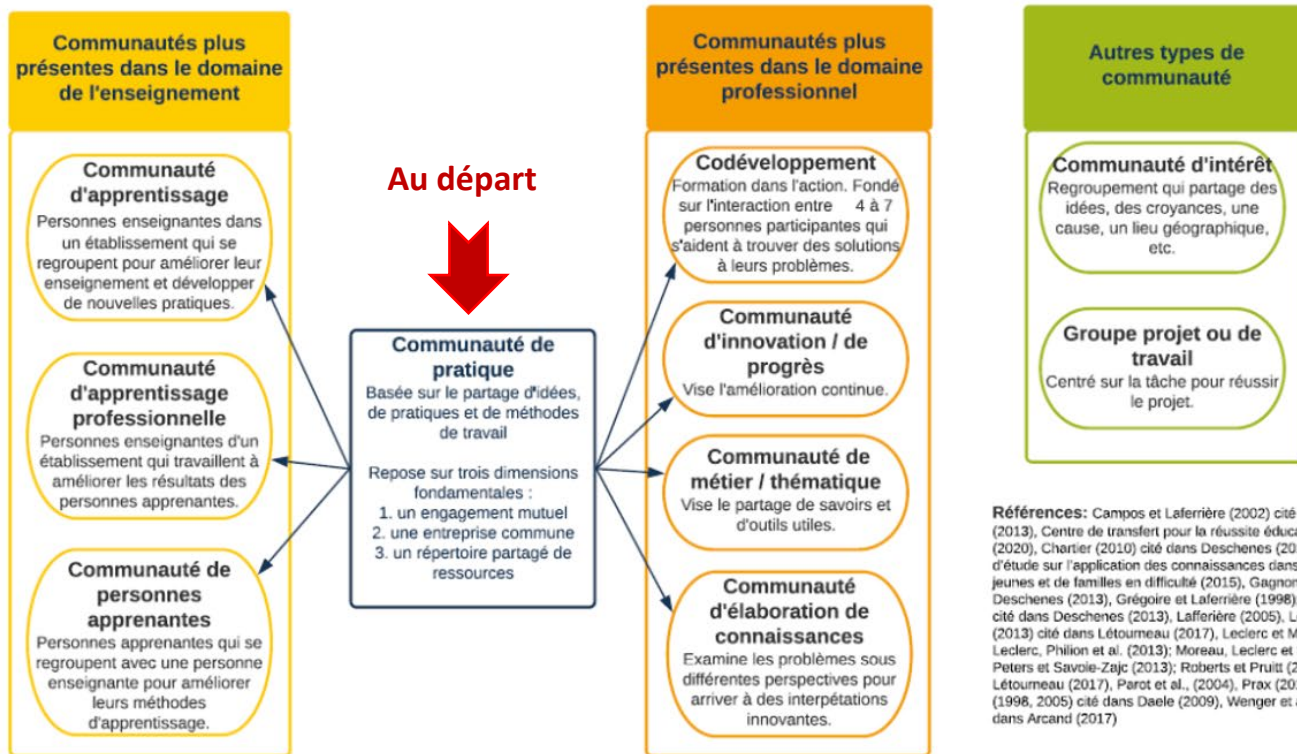 Communautés plus
présentes dans le domaine
de l'enseignement
Communauté
d'apprentissage
Personnes enseignantes dans
un établissement qui se
regroupent pour améliorer leur
enseignement et développer
de nouvelles pratiques.
Communauté
d'apprentissage
professionnelle
Personnes enseignantes d'un
établissement qui travaillent à
améliorer les résultats des
personnes apprenantes.
Communauté de
personnes
apprenantes
Personnes apprenantes qui se
regroupent avec une personne
enseignante pour améliorer
leurs méthodes
d'apprentissage.
Au départ
Communauté de
pratique
Basée sur le partage d'idées,
de pratiques et de méthodes
de travail
Repose sur trois dimensions
fondamentales :
1. un engagement mutuel
2. une entreprise commune
3. un répertoire partagé de
ressources
Communautés plus
présentes dans le domaine
professionnel
Codéveloppement
Formation dans l'action. Fondé
sur l'interaction entre 4 à 7
personnes participantes qui
s'aident à trouver des solutions
à leurs problèmes.
Communauté
d'innovation / de
progrès
Vise l'amélioration continue.
Communauté de
métier / thématique
Vise le partage de savoirs et
d'outils utiles.
Communauté
d'élaboration de
connaissances
Examine les problèmes sous
différentes perspectives pour
arriver à des interpétations
innovantes.
Autres types de
communauté
Communauté d'intérêt
Regroupement qui partage des
idées, des croyances, une
cause, un lieu géographique,
etc.
Groupe projet ou de
travail
Centré sur la tâche pour réussir
le projet.
Références: Campos et Laferrière (2002) cité
(2013), Centre de transfert pour la réussite éduca
(2020), Chartier (2010) cité dans Deschenes (20
d'étude sur l'application des connaissances dans
jeunes et de familles en difficulté (2015), Gagnon
Deschenes (2013), Grégoire et Laferrière (1998);
cité dans Deschenes (2013), Lafferière (2005), L
(2013) cité dans Létourneau (2017), Leclerc et M
Leclerc, Philion et al. (2013); Moreau, Leclerc et
Peters et Savoie-Zajc (2013); Roberts et Pruitt (2
Létourneau (2017), Parot et al., (2004), Prax (20
(1998, 2005) cité dans Daele (2009), Wenger et
dans Arcand (2017)